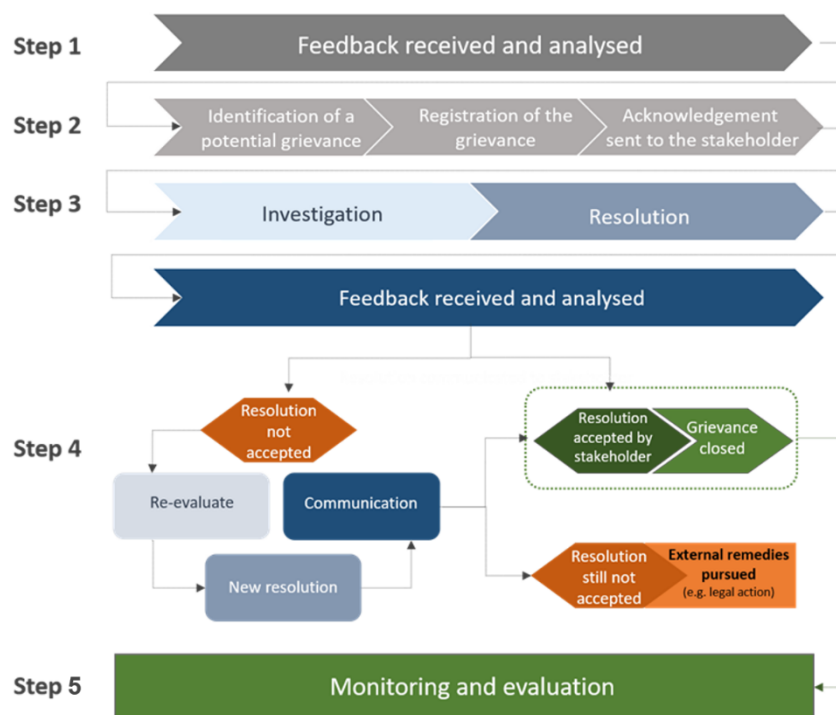 Step 1
Feedback received and analysed
Step 2
Identification of a
potential grievance
Registration of the
grievance
Acknowledgement
sent to the stakeholder
Step 3
Investigation
Resolution
Feedback received and analysed
Step 4
Resolution
not
accepted
Re-evaluate
New resolution
Communication
Resolution
accepted by
stakeholder
Grievance
closed
Resolution
still not
accepted
External remedies
pursued
(e.g. legal action)
Step 5
Monitoring and evaluation